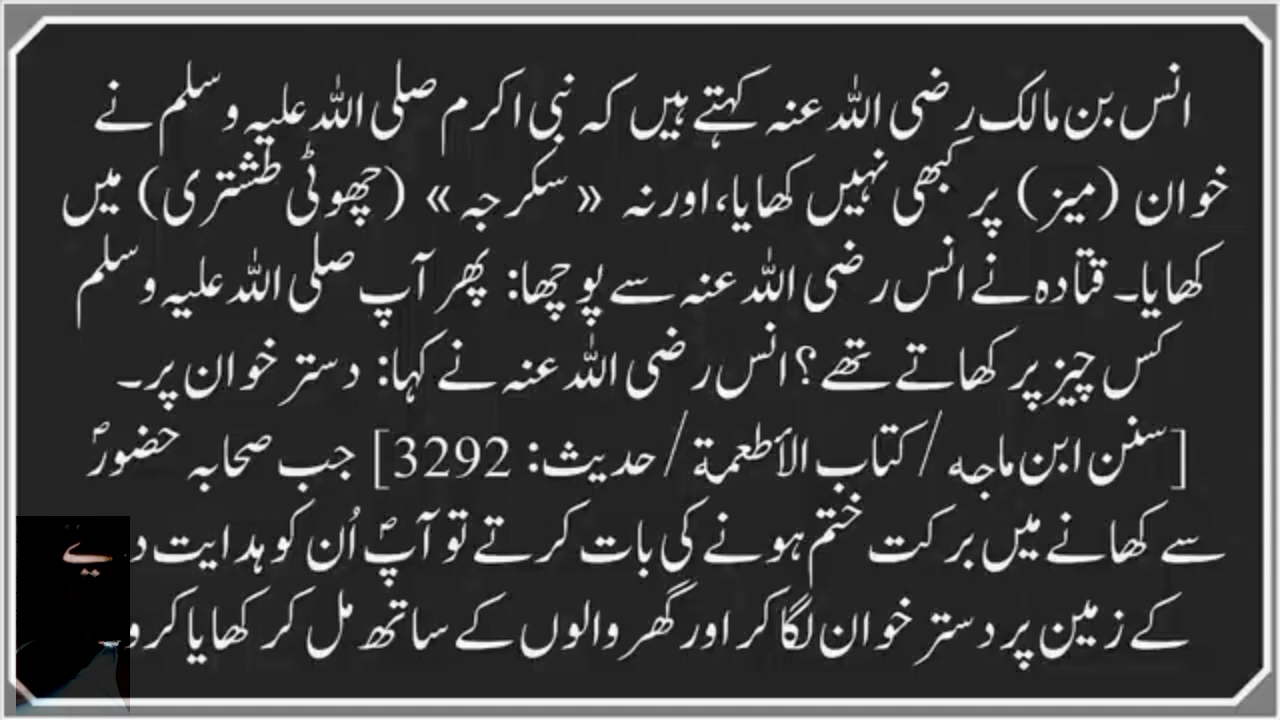 انس بن مالک رضی اللہ عنہ کہتے ہیں کہ نبی اکرم صلی اللہ علیہ وسلم نے
خوان (میز) پر کبھی نہیں کھایا، اور نہ «سکرجہ» (چھوٹی طشتری) میں
کھایا۔ قتادہ نے انس رضی اللہ عنہ سے پوچھا: پھر آپ صلی اللہ علیہ وسلم
کس چیز پر کھاتے تھے؟ انس رضی اللہ عنہ نے کہا: دستر خوان پر۔
[سنن ابن ماجه/کتاب الأطعمة/حدیث: 3292] جب صحابہ حضورؐ
سے کھانے میں برکت ختم ہونے کی بات کرتے تو آپؐ اُن کو ہدایت دیتے
کے زمین پر دستر خوان لگا کر اور گھر والوں کے ساتھ مل کر کھایا کرو